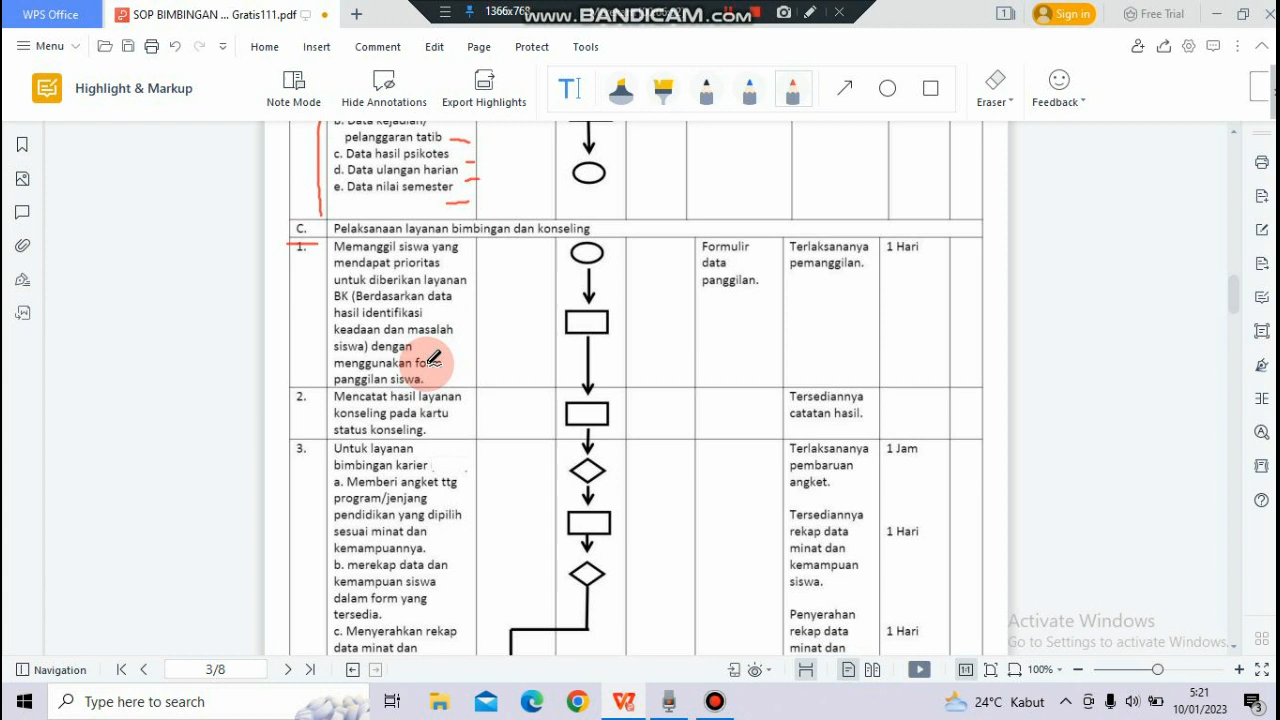 WPS Office
SOP BIMBINGAN ... Gratis111.pdf
1366x768
www.BANDICAM.com
1
Sign in
Free Trial
Menu
Home
Insert
Comment
Edit
Page
Protect
Tools
Highlight & Markup
Note Mode
Hide Annotations
Export Highlights
Eraser
Feedback
b. Data kejadian/
pelanggaran tatib
c. Data hasil psikotes
d. Data ulangan harian
e. Data nilai semester
C. Pelaksanaan layanan bimbingan dan konseling
1.
Memanggil siswa yang
mendapat prioritas
untuk diberikan layanan
BK (Berdasarkan data
hasil identifikasi
keadaan dan masalah
siswa) dengan
menggunakan
panggilan siswa.
Formulir
data
panggilan.
Terlaksananya
pemanggilan.
1 Hari
2.
Mencatat hasil layanan
konseling pada kartu
status konseling.
Tersediannya
catatan hasil.
3.
Untuk layanan
bimbingan karier
a. Memberi angket ttg
program/jenjang
pendidikan yang dipilih
sesuai minat dan
kemampuannya.
b. merekap data dan
kemampuan siswa
dalam form yang
tersedia.
c. Menyerahkan rekap
data minat dan
Terlaksananya
pembaruan
angket.
Tersediannya
rekap data
minat dan
kemampuan
siswa.
Penyerahan
rekap data
minat dan
1 Jam
1 Hari
1 Hari
Activate Windows
Go to Settings to activate Windows.
Navigation
3/8
100%
Type here to search
24°C Kabut
5:21
10/01/2023
3